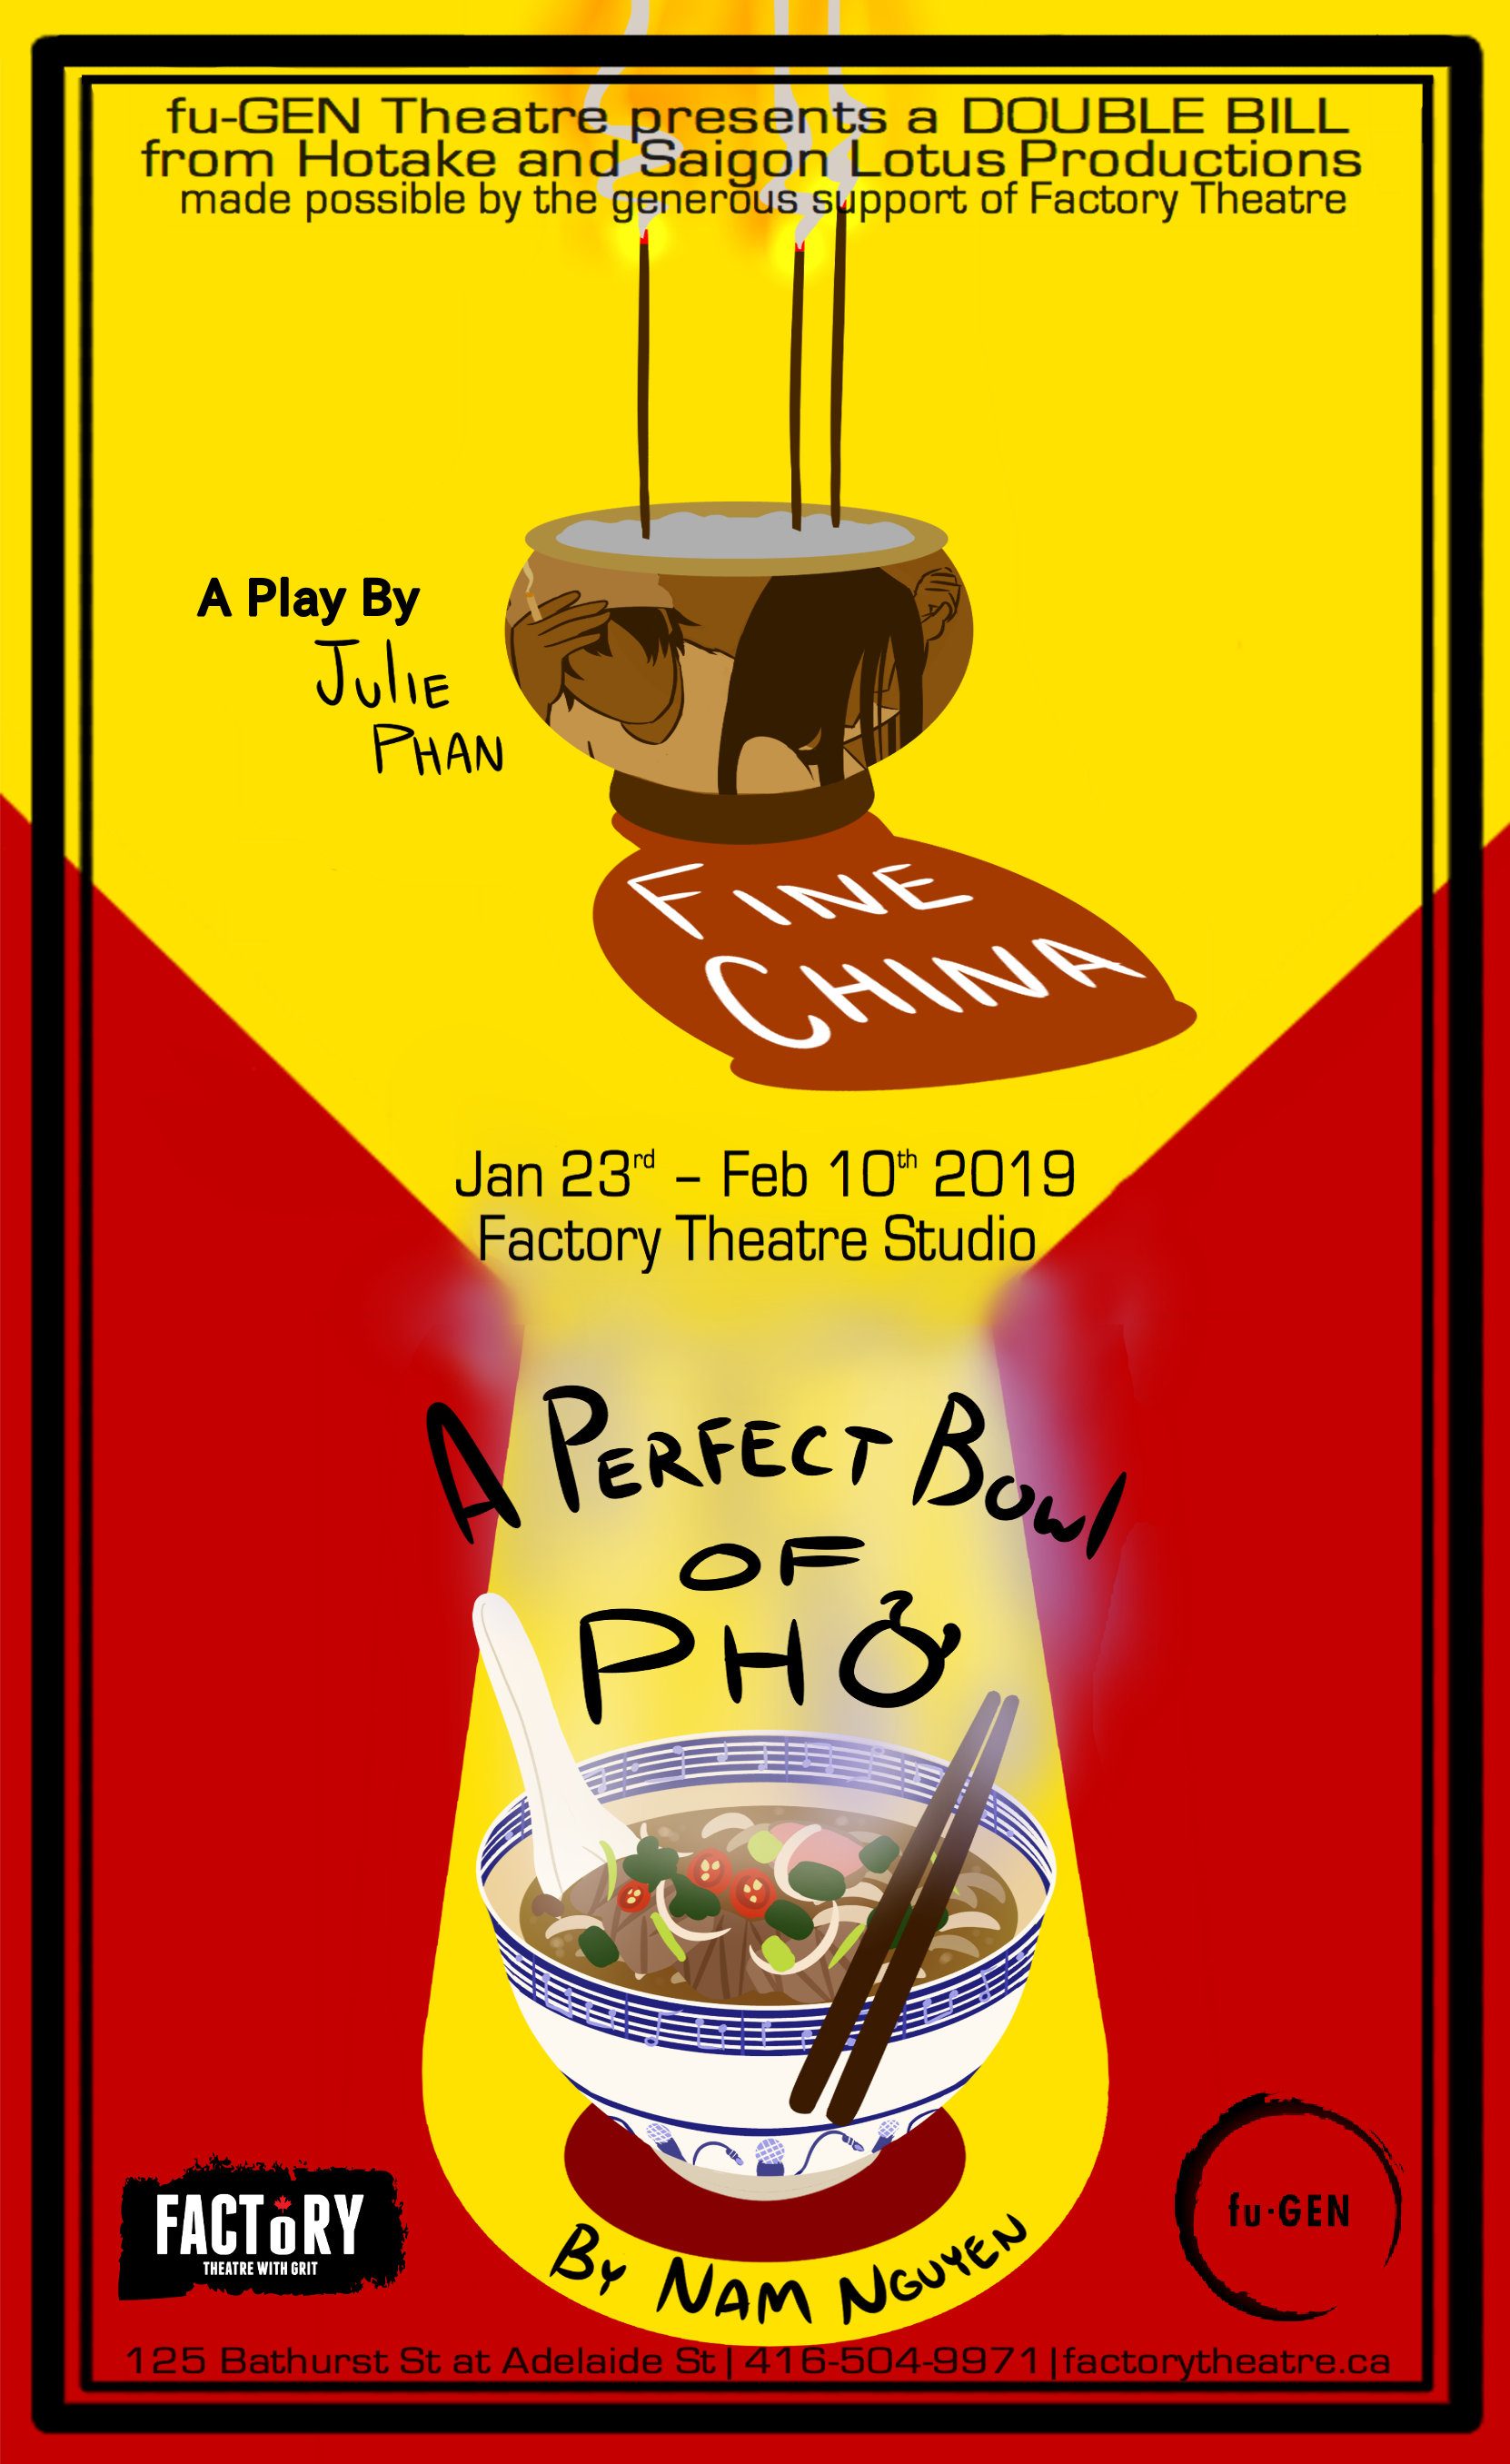 fu-GEN Theatre presents a DOUBLE BILL
from Hotake and Saigon Lotus Productions
made possible by the generous support of Factory Theatre
A Play By
JULIE
PHAN
FINE
CHINA
Jan 23rd – Feb 10th 2019
Factory Theatre Studio
A PERFECT BOWL
OF
PHỞ
BY NAM NGUYEN
FACTORY
THEATRE WITH GRIT
fu·GEN
125 Bathurst St at Adelaide St|416-504-9971|factorytheatre.ca